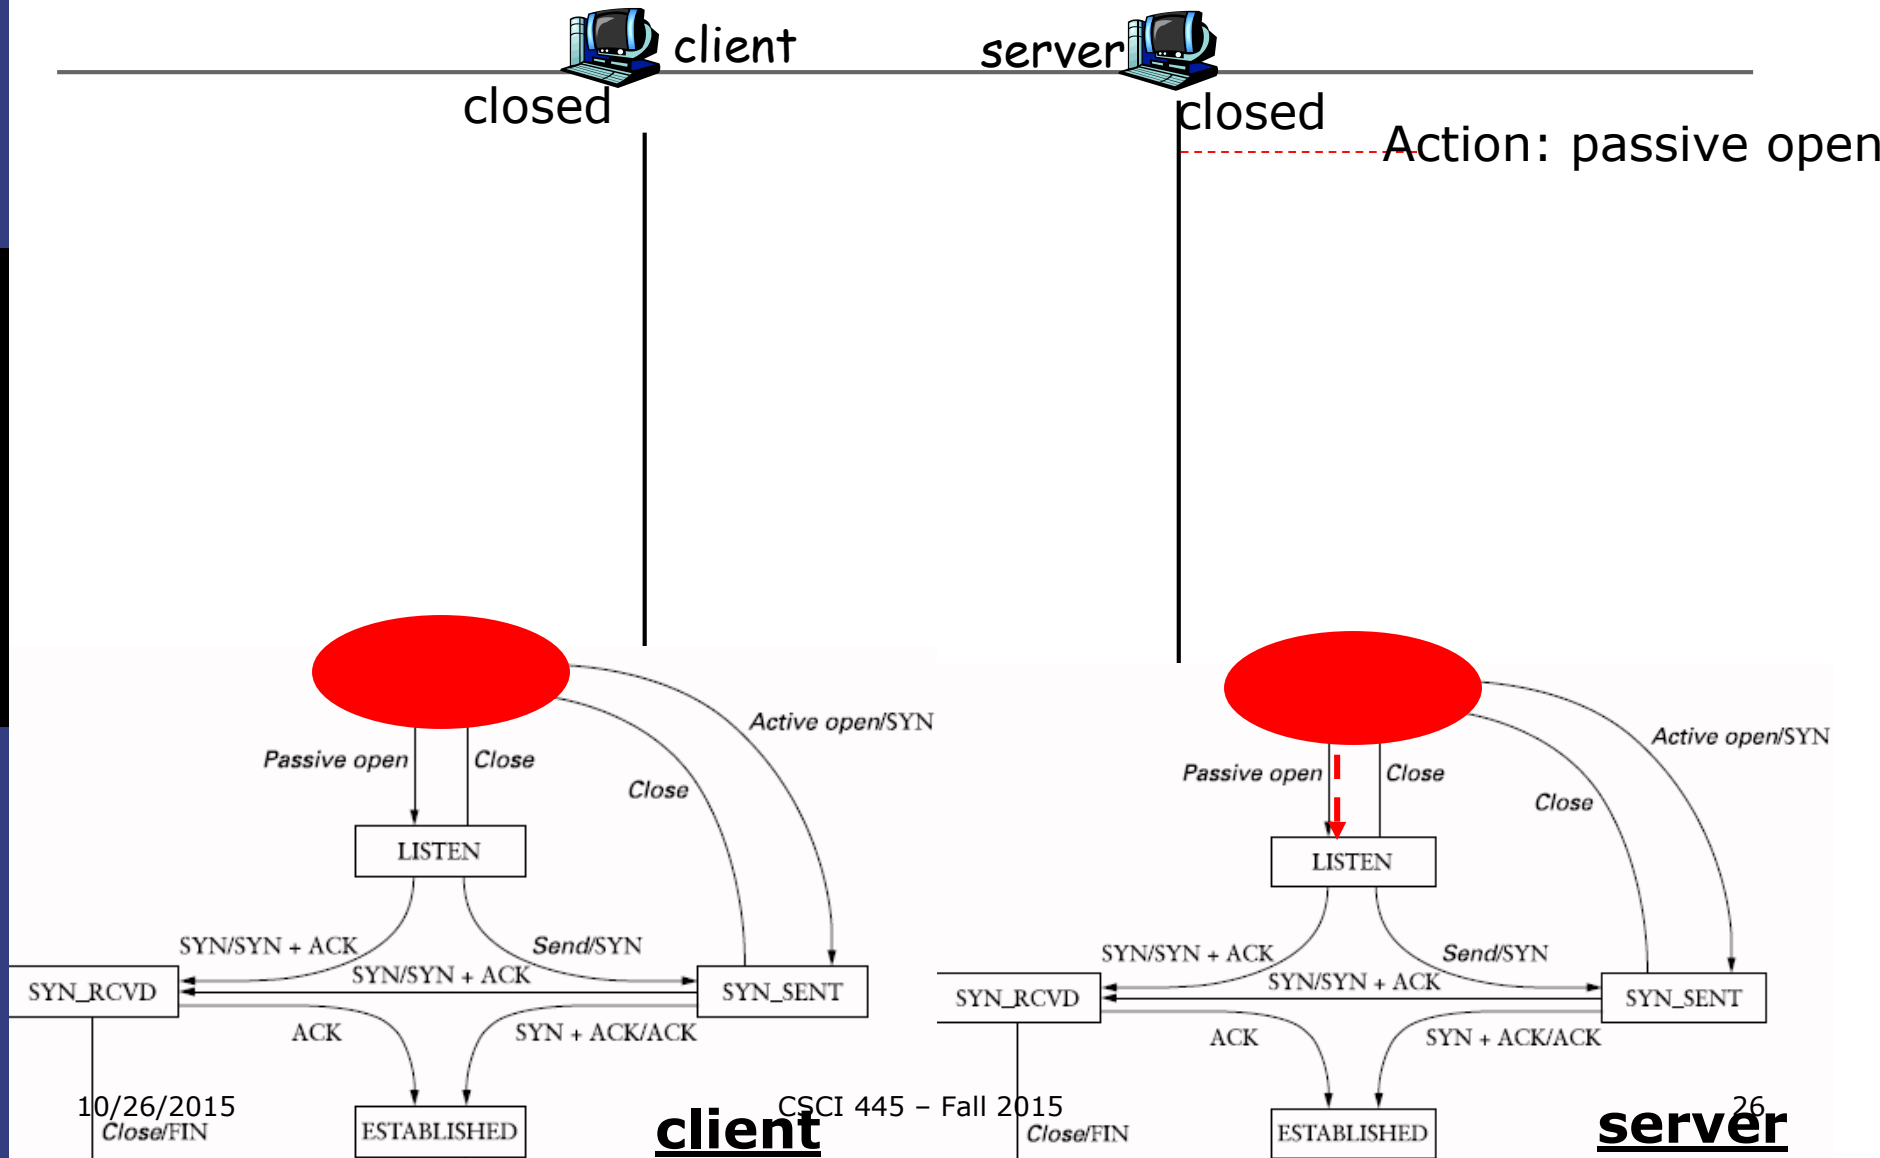 client
server
closed
closed
Action: passive open
Active open/SYN
Passive open
Close
Close
LISTEN
SYN/SYN + ACK
Send/SYN
SYN/SYN + ACK
SYN_RCVD
SYN_SENT
ACK
SYN + ACK/ACK
Close/FIN
ESTABLISHED
client
Active open/SYN
Passive open
Close
Close
LISTEN
SYN/SYN + ACK
Send/SYN
SYN/SYN + ACK
SYN_RCVD
SYN_SENT
ACK
SYN + ACK/ACK
Close/FIN
ESTABLISHED
server
10/26/2015
CSCI 445 – Fall 2015
26